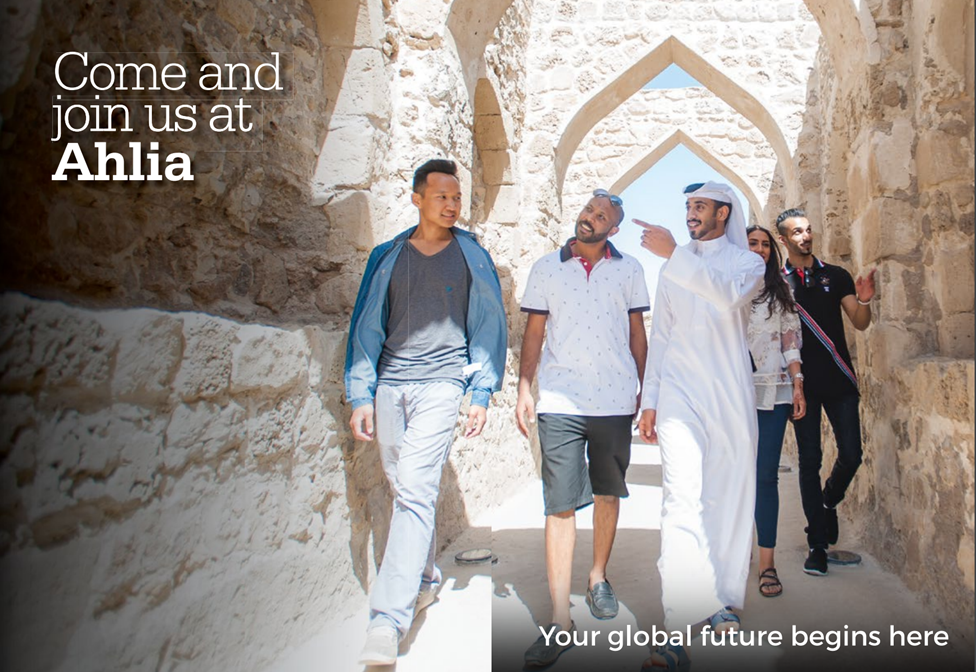 Come and
join us at
Ahlia
Your global future begins here